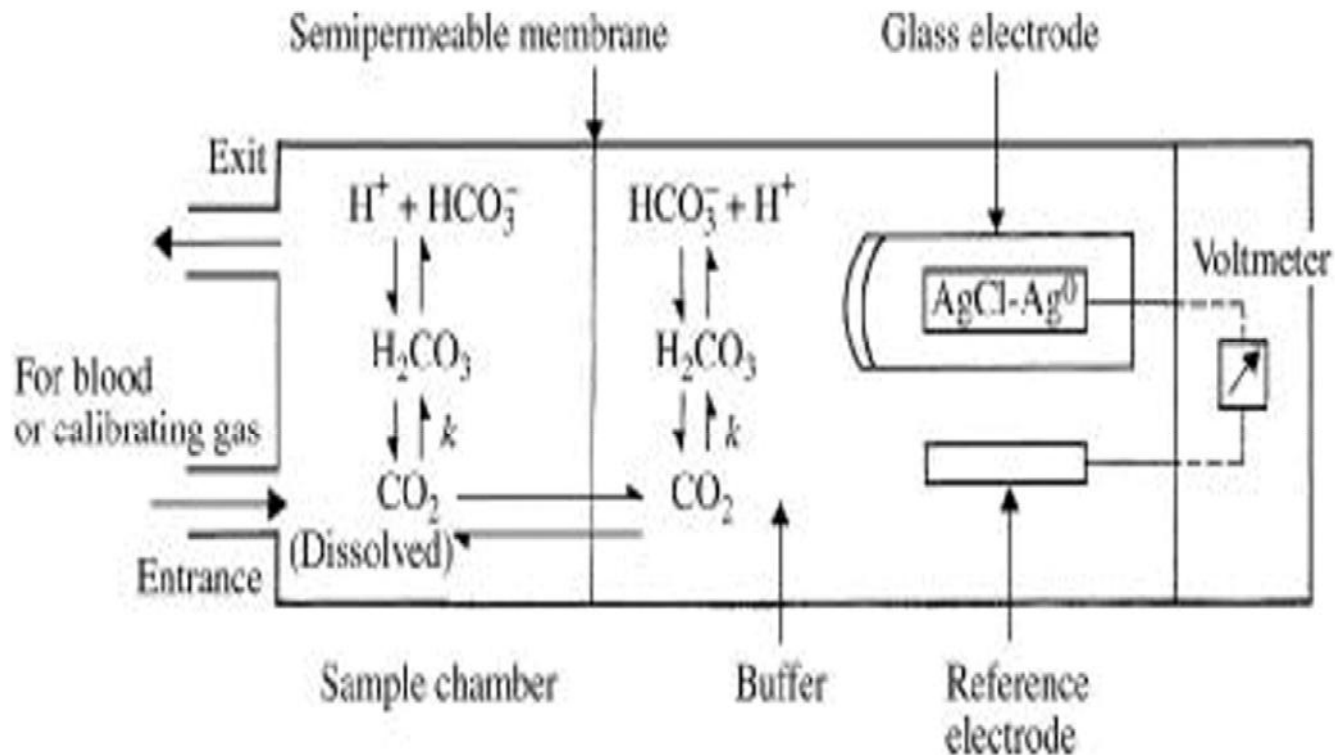 Semipermeable membrane
Glass electrode
Exit
H⁺ + HCO₃⁻
HCO₃⁻ + H⁺
Voltmeter
AgCl-Ag⁰
H₂CO₃
H₂CO₃
For blood
or calibrating gas
k
k
CO₂
CO₂
(Dissolved)
Entrance
Sample chamber
Buffer
Reference
electrode